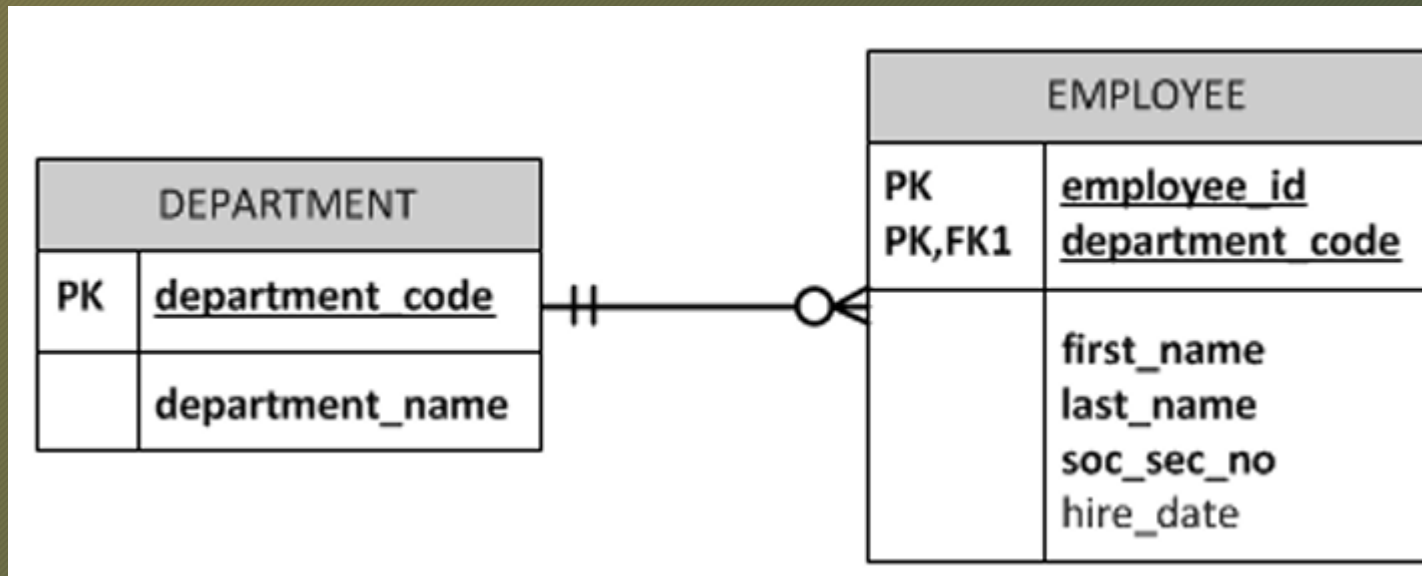 DEPARTMENT
PK department_code
department_name
EMPLOYEE
PK employee_id
PK,FK1 department_code
first_name
last_name
soc_sec_no
hire_date